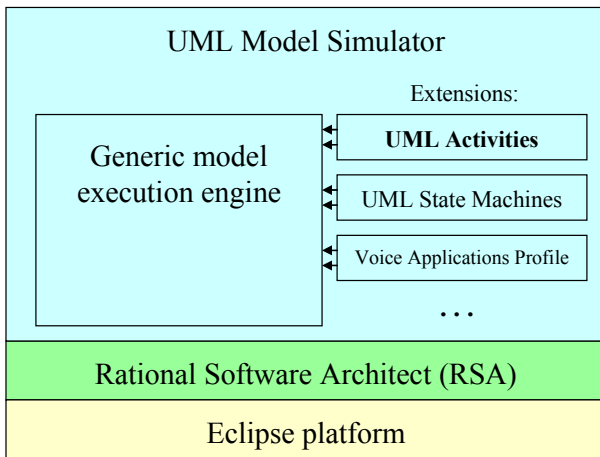 UML Model Simulator
Extensions:
Generic model
execution engine
UML Activities
UML State Machines
Voice Applications Profile
...
Rational Software Architect (RSA)
Eclipse platform